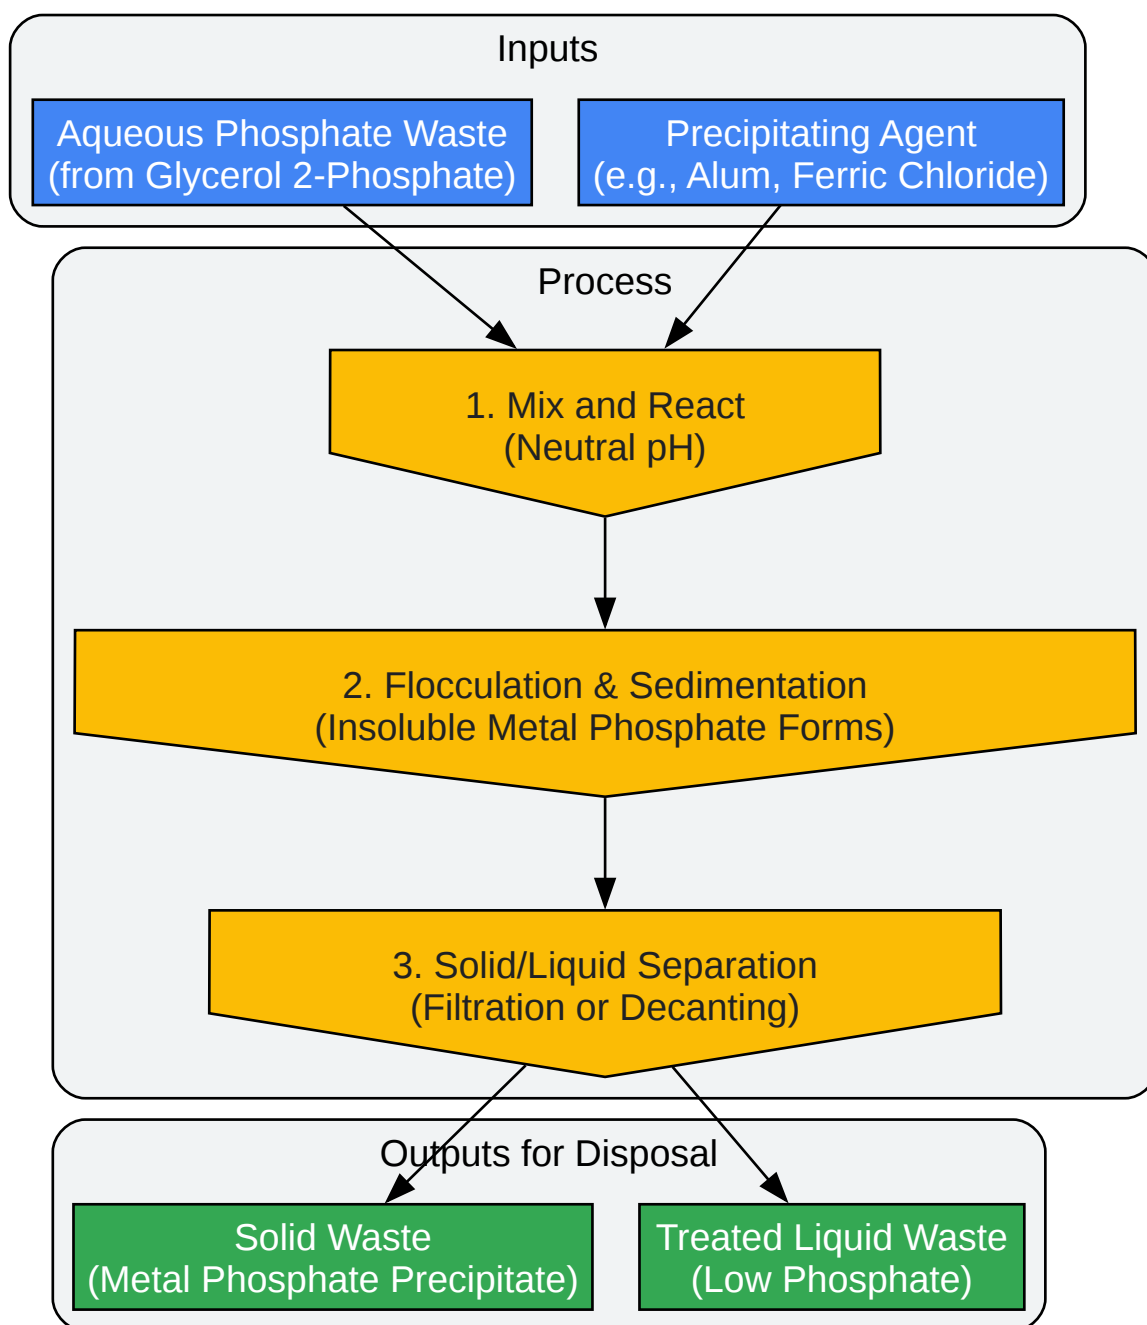 Inputs
Aqueous Phosphate Waste
(from Glycerol 2-Phosphate)
Precipitating Agent
(e.g., Alum, Ferric Chloride)
Process
1. Mix and React
(Neutral pH)
2. Flocculation & Sedimentation
(Insoluble Metal Phosphate Forms)
3. Solid/Liquid Separation
(Filtration or Decanting)
Outputs for Disposal
Solid Waste
(Metal Phosphate Precipitate)
Treated Liquid Waste
(Low Phosphate)